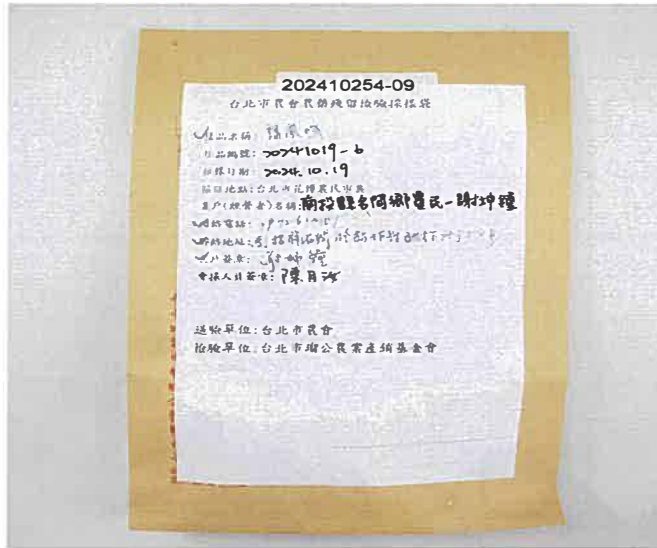 202410254-09
台北市農會農藥殘留檢驗採樣袋
樣品名稱:
樣品編號: 20241019-6
採樣日期: 2024.10.19
採樣地點:台北市花博農民市集
農戶(經營者)名稱:南投縣名間鄉農民-謝坤鐘
連絡電話:
聯絡地址:
農戶簽章: 謝坤鐘
會採人員簽章: 陳月
送驗單位:台北市農會
檢驗單位:台北市瑠公農業產銷基金會